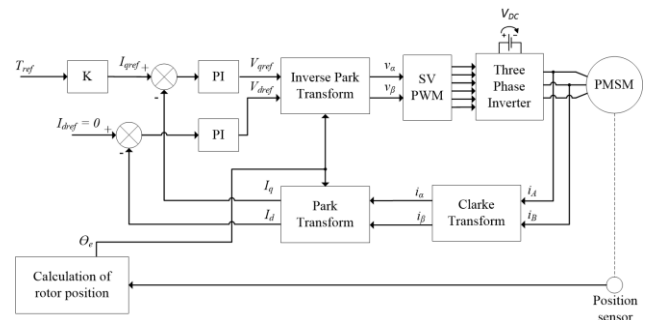 V_DC
T_ref
K
I_qref
+
-
PI
V_qref
V_dref
Inverse Park
Transform
v_α
v_β
SV
PWM
+
Three
Phase
Inverter
PMSM
I_dref = 0
+
-
PI
I_q
I_d
Park
Transform
i_α
i_β
Clarke
Transform
i_A
i_B
Θ_e
Calculation of
rotor position
Position
sensor